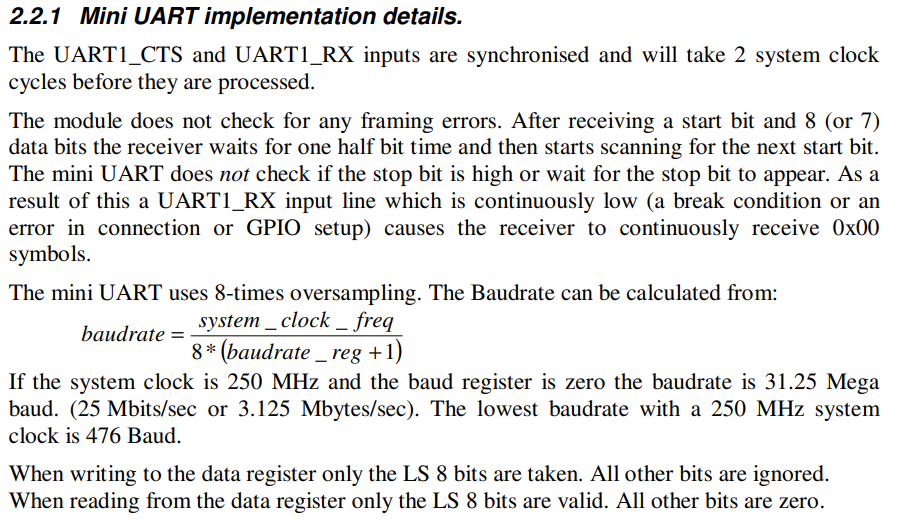 2.2.1 Mini UART implementation details.
The UART1_CTS and UART1_RX inputs are synchronised and will take 2 system clock
cycles before they are processed.
The module does not check for any framing errors. After receiving a start bit and 8 (or 7)
data bits the receiver waits for one half bit time and then starts scanning for the next start bit.
The mini UART does not check if the stop bit is high or wait for the stop bit to appear. As a
result of this a UART1_RX input line which is continuously low (a break condition or an
error in connection or GPIO setup) causes the receiver to continuously receive 0x00
symbols.
The mini UART uses 8-times oversampling. The Baudrate can be calculated from:
system_clock_freq
baudrate =
8*(baudrate_reg+1)
If the system clock is 250 MHz and the baud register is zero the baudrate is 31.25 Mega
baud. (25 Mbits/sec or 3.125 Mbytes/sec). The lowest baudrate with a 250 MHz system
clock is 476 Baud.
When writing to the data register only the LS 8 bits are taken. All other bits are ignored.
When reading from the data register only the LS 8 bits are valid. All other bits are zero.